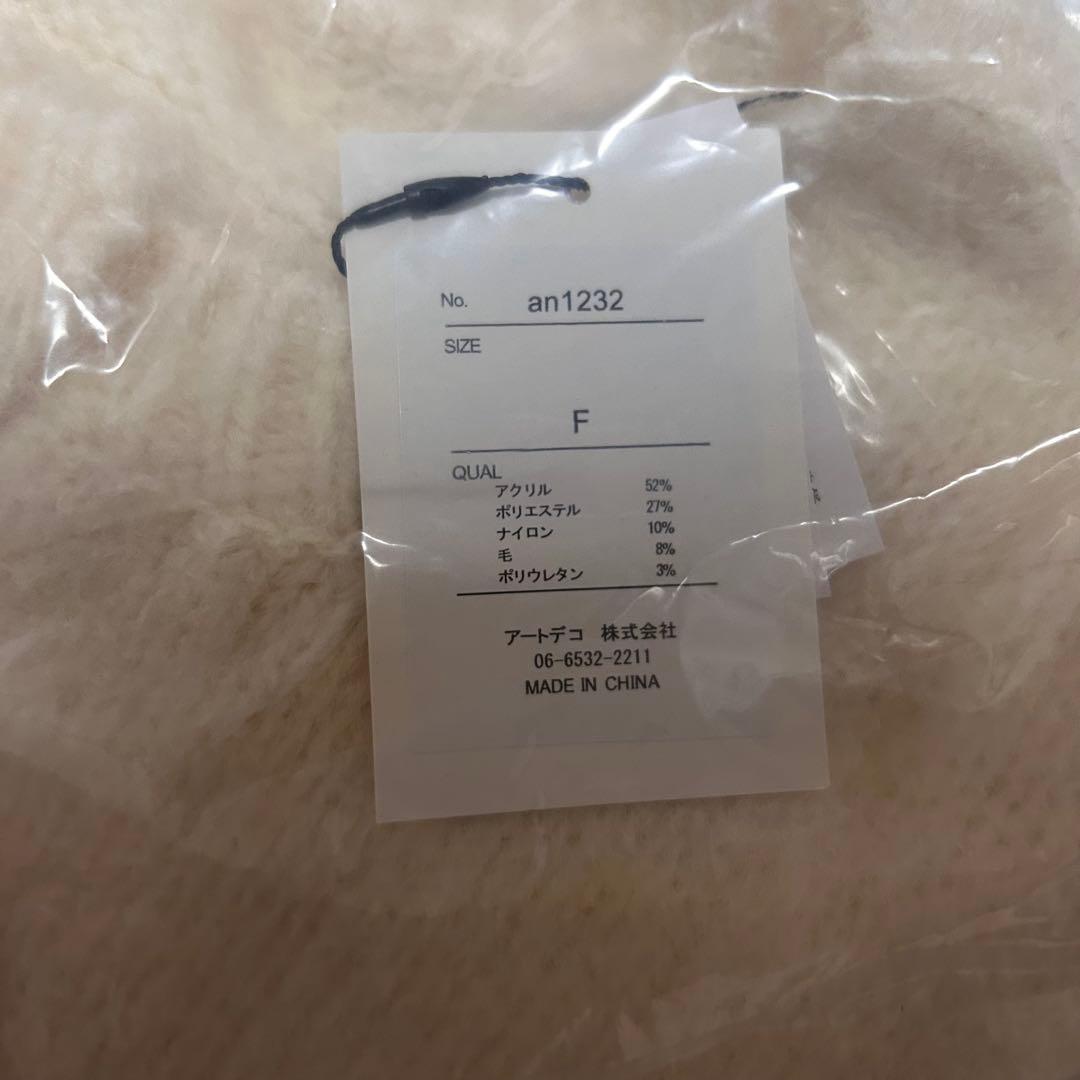 No. an1232
SIZE
F
QUAL
アクリル 52%
ポリエステル 27%
ナイロン 10%
毛 8%
ポリウレタン 3%
アートデコ 株式会社
06-6532-2211
MADE IN CHINA